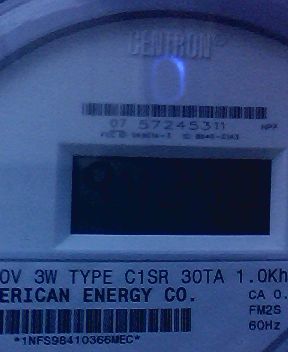 CENTRON®
07 57245311
0V 3W TYPE C1SR 30TA 1.0Kh
ERICAN ENERGY CO.
CA 0.
FM2S
60Hz
*1NFS98410366MEC*